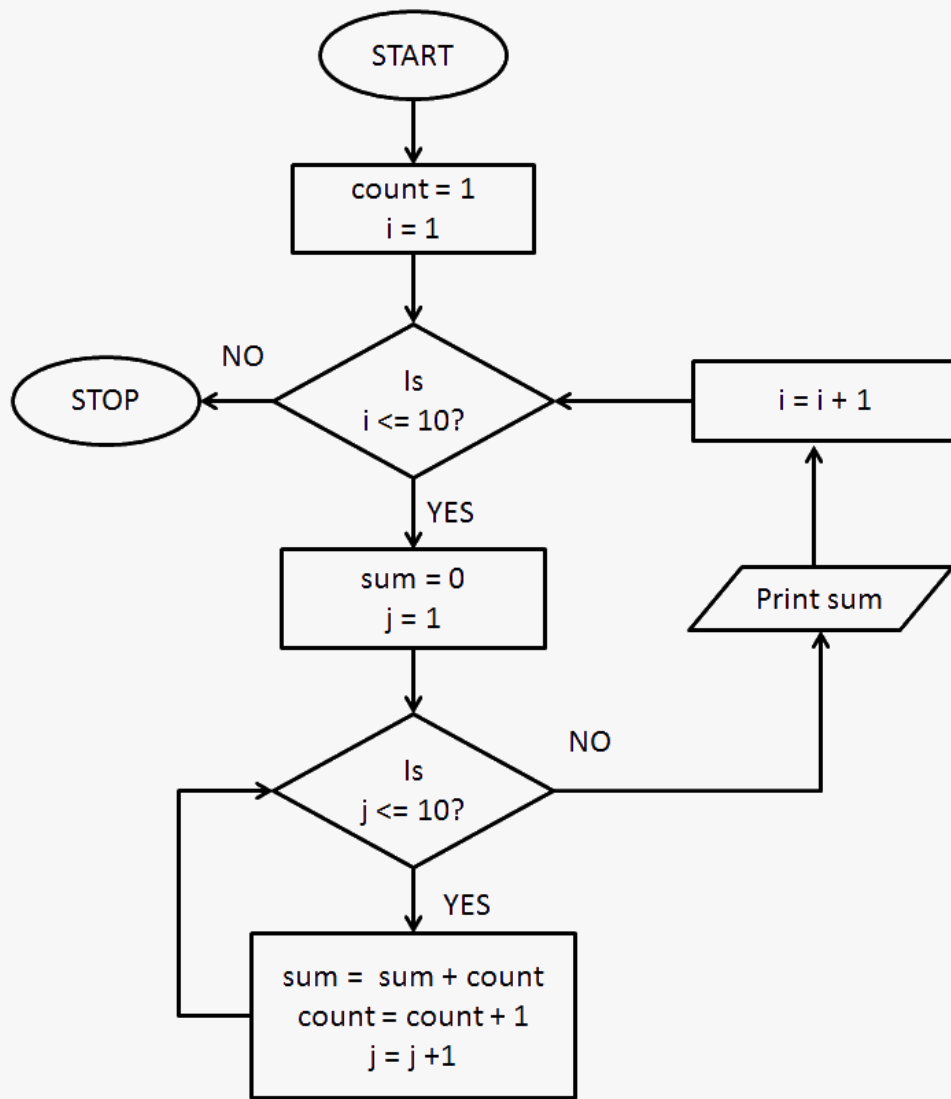 START
count = 1
i = 1
NO
Is
i <= 10?
STOP
i = i + 1
YES
sum = 0
j = 1
Print sum
NO
Is
j <= 10?
YES
sum =  sum + count
count = count + 1
j = j +1